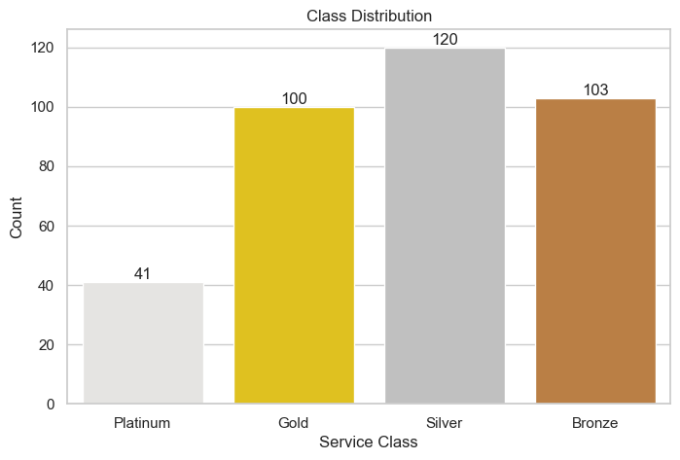 Class Distribution
120
100
80
60
40
20
0
Count
41
100
120
103
Platinum
Gold
Silver
Bronze
Service Class